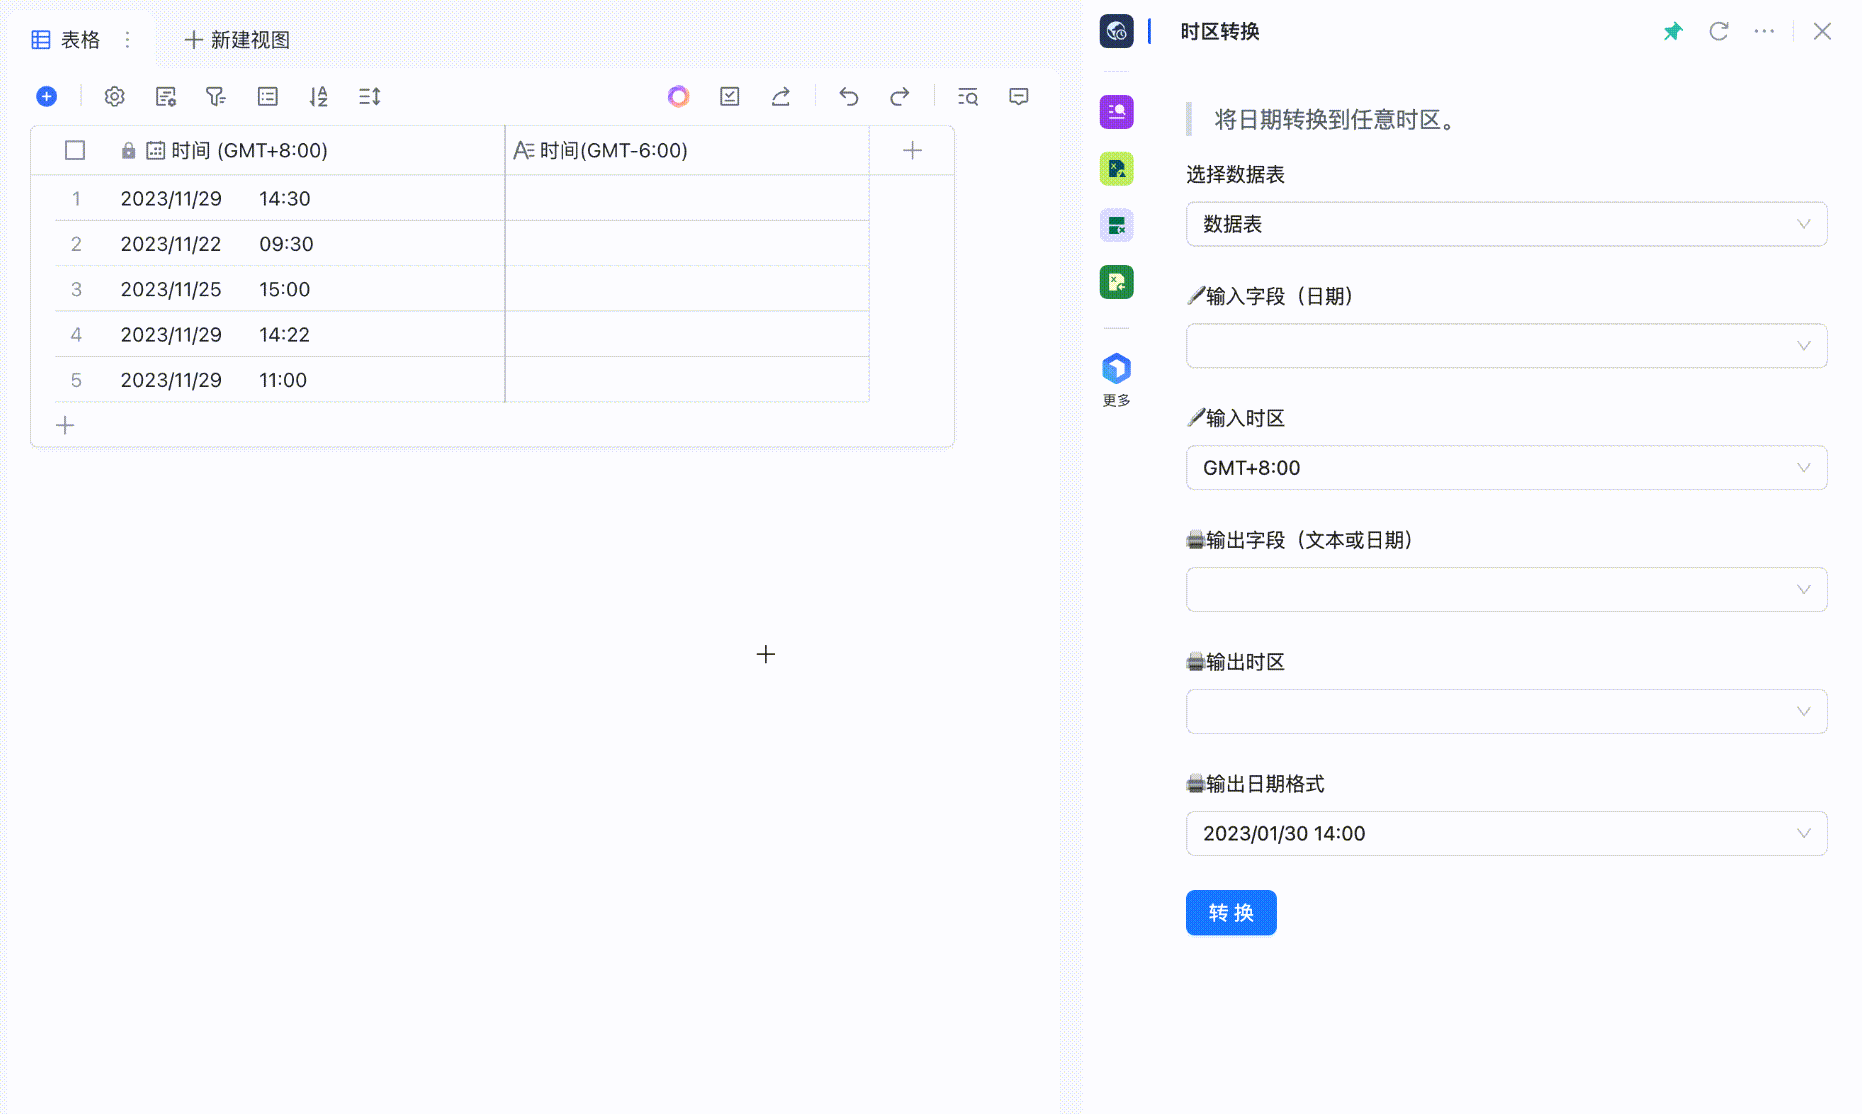 表格
新建视图
时间 (GMT+8:00)
时间(GMT-6:00)
1 2023/11/29 14:30
2 2023/11/22 09:30
3 2023/11/25 15:00
4 2023/11/29 14:22
5 2023/11/29 11:00
更多
时区转换
将日期转换到任意时区。
选择数据表
数据表
输入字段（日期）
输入时区
GMT+8:00
输出字段（文本或日期）
输出时区
输出日期格式
2023/01/30 14:00
转 换